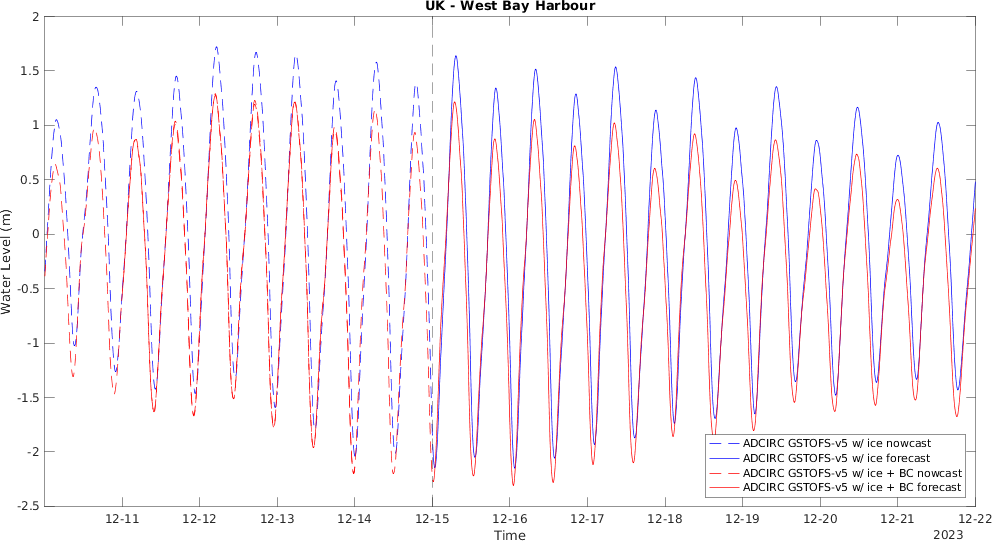 UK - West Bay Harbour
2
1.5
1
0.5
0
-0.5
-1
-1.5
-2
-2.5
Water Level (m)
ADCIRC GSTOFS-v5 w/ ice nowcast
ADCIRC GSTOFS-v5 w/ ice forecast
ADCIRC GSTOFS-v5 w/ ice + BC nowcast
ADCIRC GSTOFS-v5 w/ ice + BC forecast
12-11 12-12 12-13 12-14 12-15 12-16 12-17 12-18 12-19 12-20 12-21 12-22
Time
2023